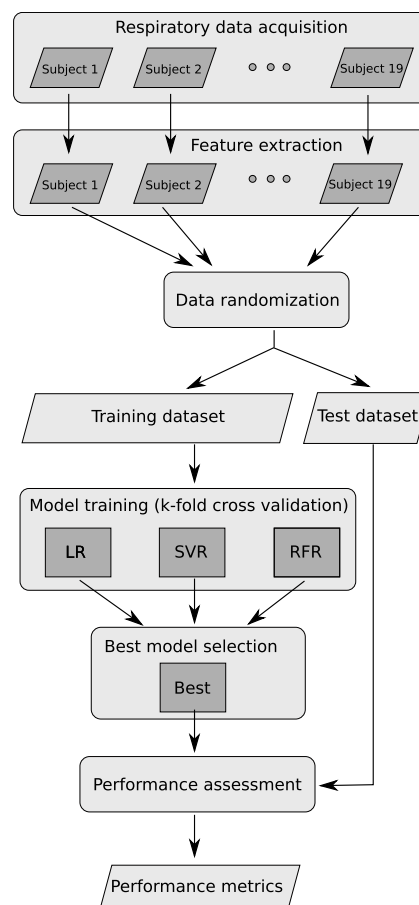 Respiratory data acquisition
Subject 1
Subject 2
Subject 19
Feature extraction
Subject 1
Subject 2
Subject 19
Data randomization
Training dataset
Test dataset
Model training (k-fold cross validation)
LR
SVR
RFR
Best model selection
Best
Performance assessment
Performance metrics